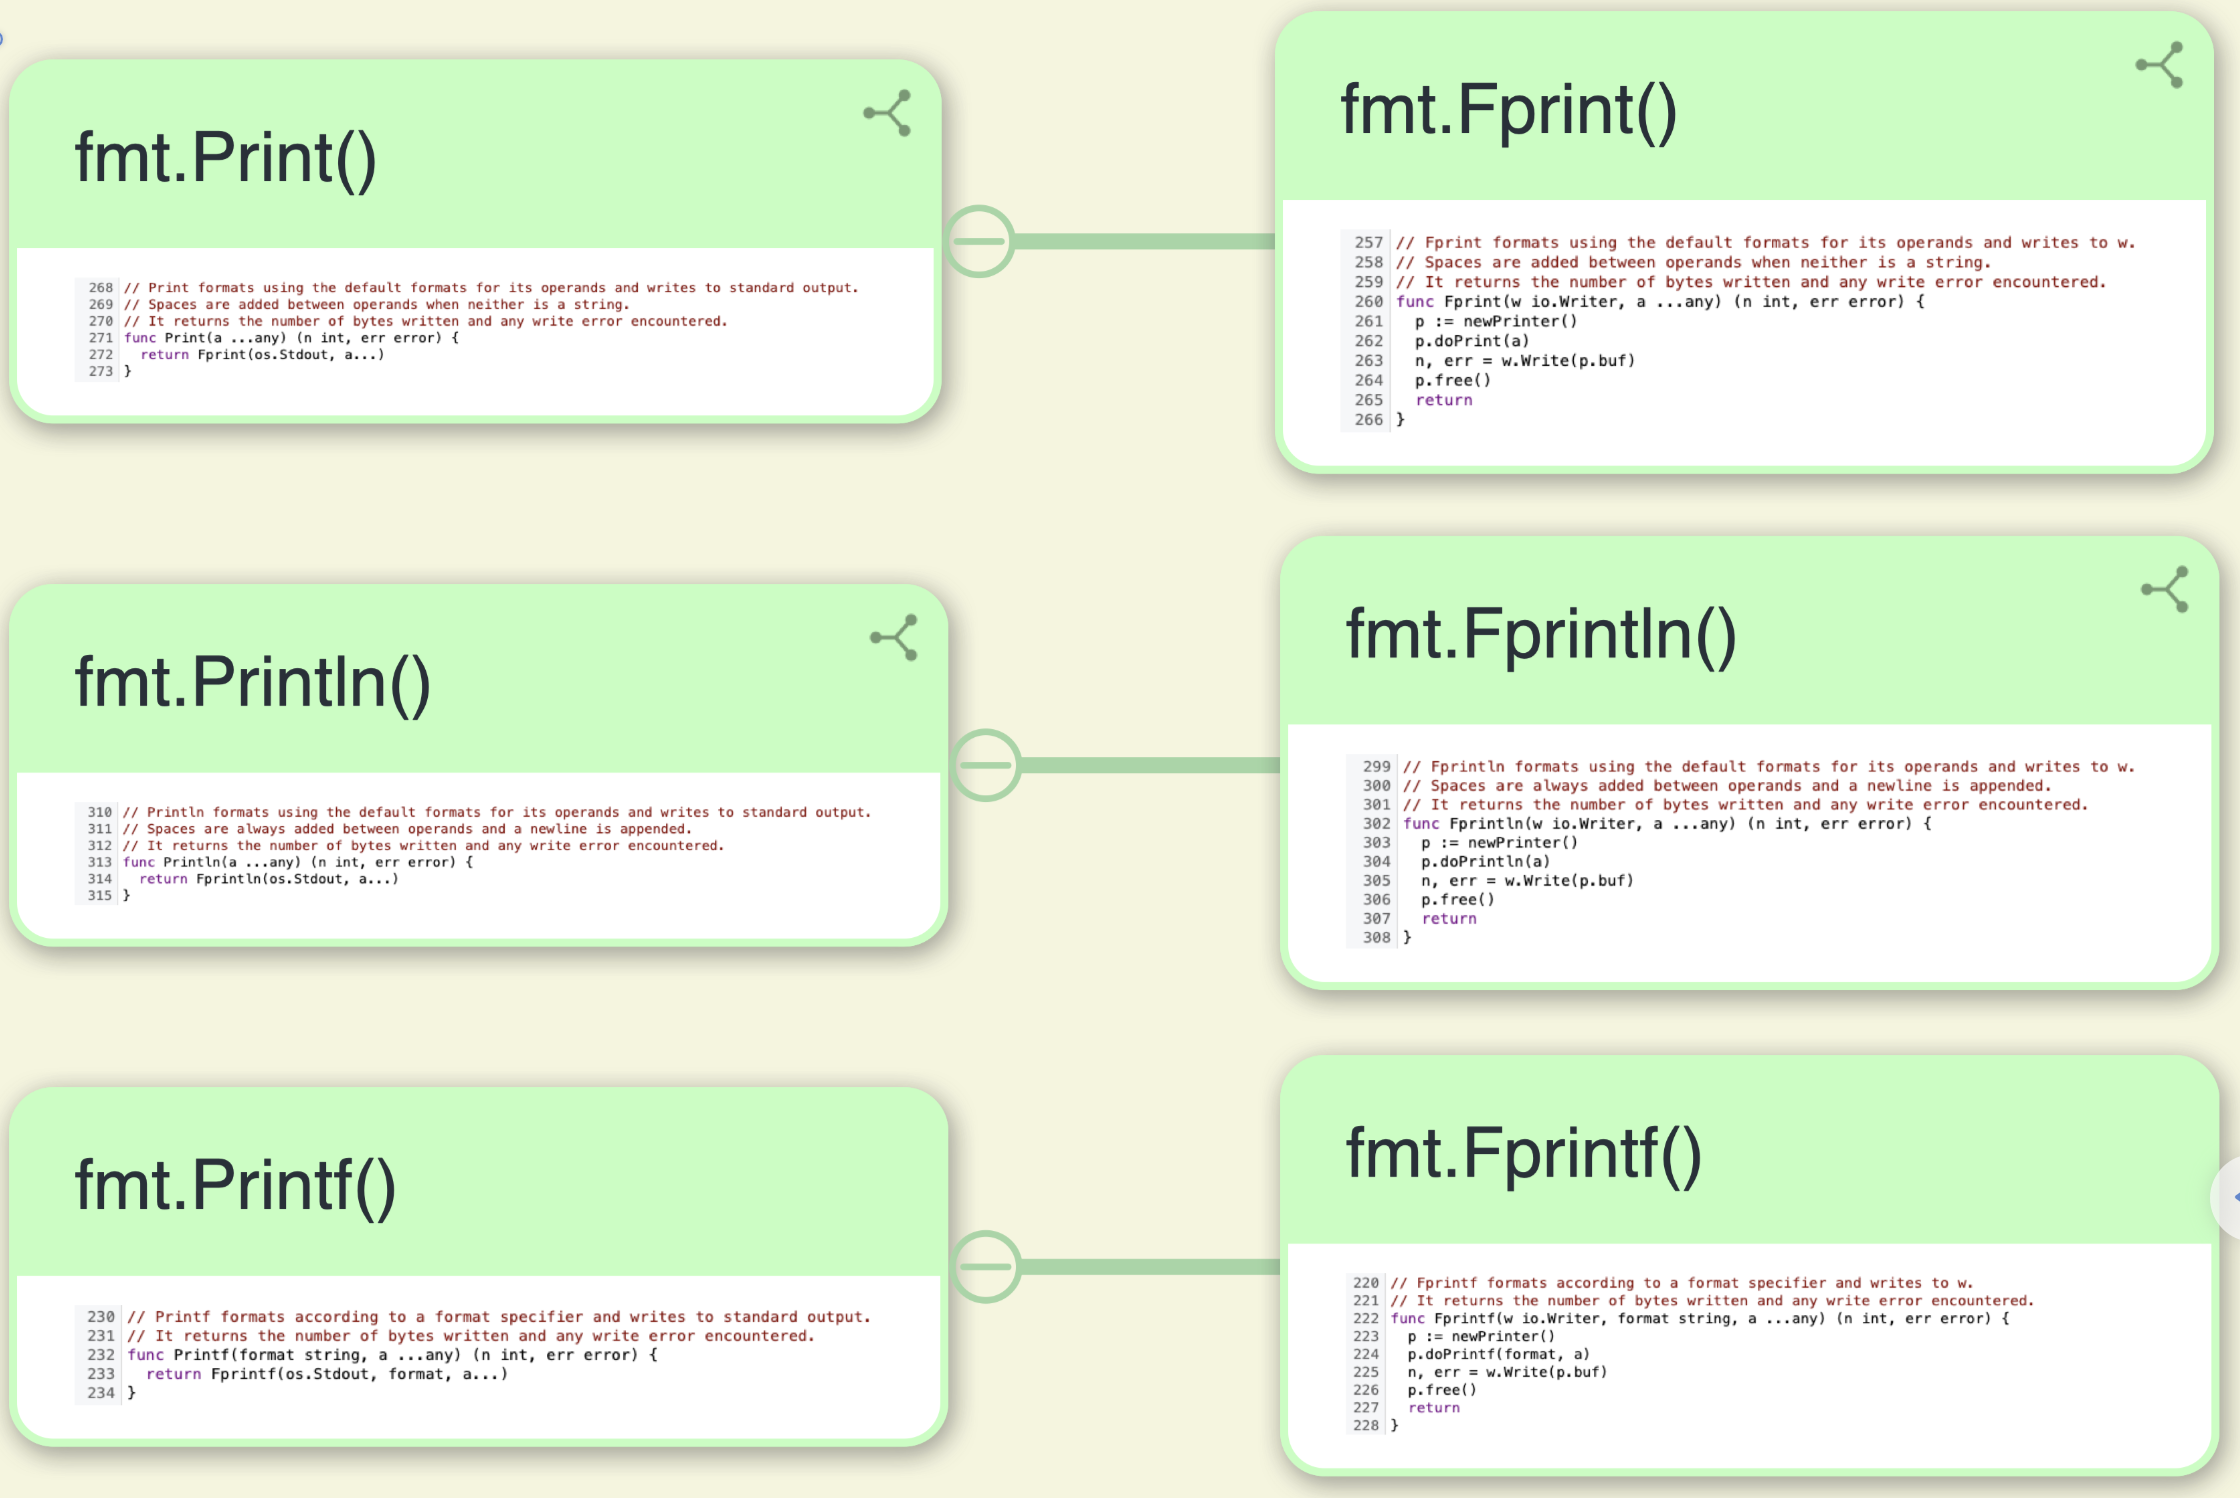 fmt.Print()
268 // Print formats using the default formats for its operands and writes to standard output.
269 // Spaces are added between operands when neither is a string.
270 // It returns the number of bytes written and any write error encountered.
271 func Print(a ...any) (n int, err error) {
272   return Fprint(os.Stdout, a...)
273 }
fmt.Fprint()
257 // Fprint formats using the default formats for its operands and writes to w.
258 // Spaces are added between operands when neither is a string.
259 // It returns the number of bytes written and any write error encountered.
260 func Fprint(w io.Writer, a ...any) (n int, err error) {
261   p := newPrinter()
262   p.doPrint(a)
263   n, err = w.Write(p.buf)
264   p.free()
265   return
266 }
fmt.Println()
310 // Println formats using the default formats for its operands and writes to standard output.
311 // Spaces are always added between operands and a newline is appended.
312 // It returns the number of bytes written and any write error encountered.
313 func Println(a ...any) (n int, err error) {
314   return Fprintln(os.Stdout, a...)
315 }
fmt.Fprintln()
299 // Fprintln formats using the default formats for its operands and writes to w.
300 // Spaces are always added between operands and a newline is appended.
301 // It returns the number of bytes written and any write error encountered.
302 func Fprintln(w io.Writer, a ...any) (n int, err error) {
303   p := newPrinter()
304   p.doPrintln(a)
305   n, err = w.Write(p.buf)
306   p.free()
307   return
308 }
fmt.Printf()
230 // Printf formats according to a format specifier and writes to standard output.
231 // It returns the number of bytes written and any write error encountered.
232 func Printf(format string, a ...any) (n int, err error) {
233   return Fprintf(os.Stdout, format, a...)
234 }
fmt.Fprintf()
220 // Fprintf formats according to a format specifier and writes to w.
221 // It returns the number of bytes written and any write error encountered.
222 func Fprintf(w io.Writer, format string, a ...any) (n int, err error) {
223   p := newPrinter()
224   p.doPrintf(format, a)
225   n, err = w.Write(p.buf)
226   p.free()
227   return
228 }